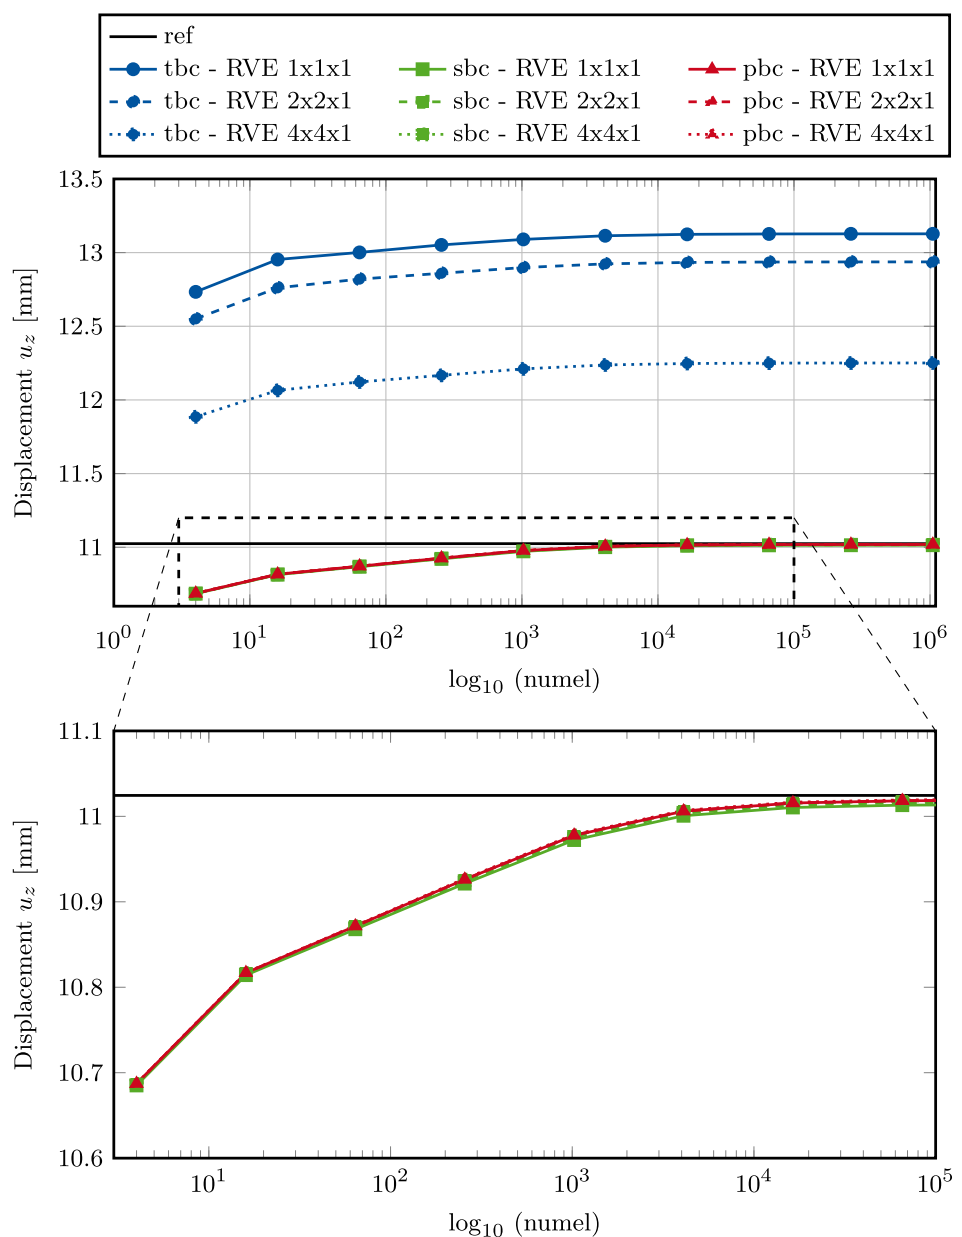 ref
tbc - RVE 1x1x1 sbc - RVE 1x1x1 pbc - RVE 1x1x1
tbc - RVE 2x2x1 sbc - RVE 2x2x1 pbc - RVE 2x2x1
tbc - RVE 4x4x1 sbc - RVE 4x4x1 pbc - RVE 4x4x1
13.5
13
12.5
12
11.5
11
Displacement u_z [mm]
10^0 10^1 10^2 10^3 10^4 10^5 10^6
log_10 (numel)
11.1
11
10.9
10.8
10.7
10.6
Displacement u_z [mm]
10^1 10^2 10^3 10^4 10^5
log_10 (numel)